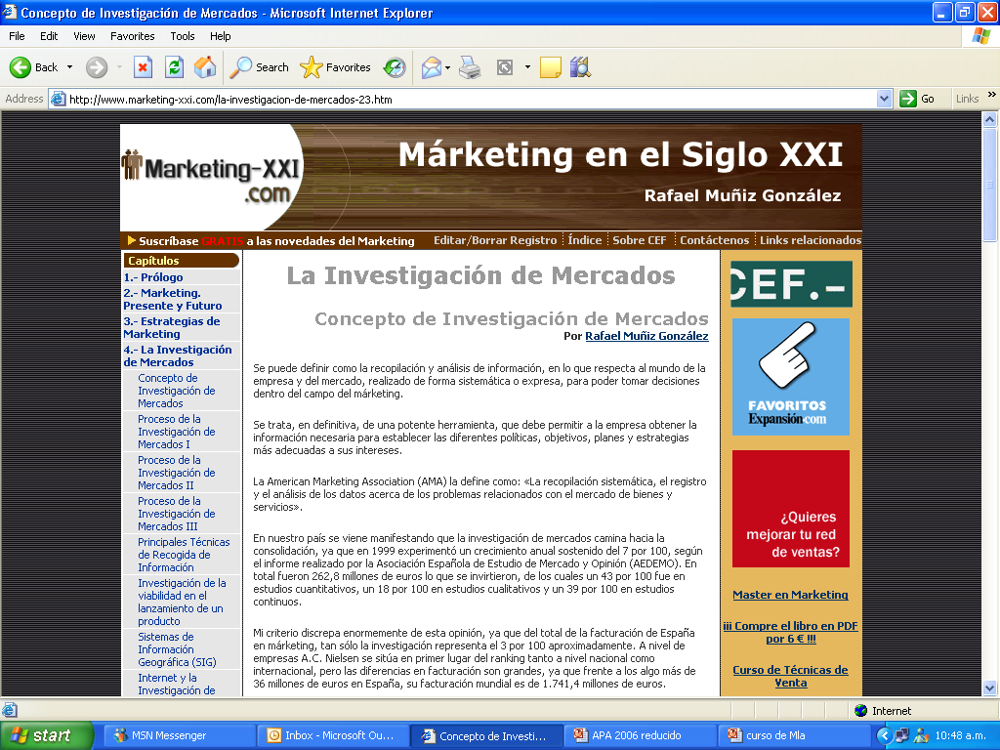 Concepto de Investigación de Mercados - Microsoft Internet Explorer
File Edit View Favorites Tools Help
Back Search Favorites
Address http://www.marketing-xxi.com/la-investigacion-de-mercados-23.htm Go Links »
Marketing-XXI
.com
Márketing en el Siglo XXI
Rafael Muñiz González
Suscríbase GRATIS a las novedades del Marketing
Editar/Borrar Registro Índice Sobre CEF Contáctenos Links relacionados
Capítulos
1.- Prólogo
2.- Marketing.
Presente y Futuro
3.- Estrategias de
Marketing
4.- La Investigación
de Mercados
Concepto de
Investigación de
Mercados
Proceso de la
Investigación de
Mercados I
Proceso de la
Investigación de
Mercados II
Proceso de la
Investigación de
Mercados III
Principales Técnicas
de Recogida de
Información
Investigación de la
viabilidad en el
lanzamiento de un
producto
Sistemas de
Información
Geográfica (SIG)
Internet y la
Investigación de
La Investigación de Mercados
Concepto de Investigación de Mercados
Por Rafael Muñiz González
Se puede definir como la recopilación y análisis de información, en lo que respecta al mundo de la
empresa y del mercado, realizado de forma sistemática o expresa, para poder tomar decisiones
dentro del campo del márketing.
Se trata, en definitiva, de una potente herramienta, que debe permitir a la empresa obtener la
información necesaria para establecer las diferentes políticas, objetivos, planes y estrategias
más adecuadas a sus intereses.
La American Marketing Association (AMA) la define como: «La recopilación sistemática, el registro
y el análisis de los datos acerca de los problemas relacionados con el mercado de bienes y
servicios».
En nuestro país se viene manifestando que la investigación de mercados camina hacia la
consolidación, ya que en 1999 experimentó un crecimiento anual sostenido del 7 por 100, según
el informe realizado por la Asociación Española de Estudio de Mercado y Opinión (AEDEMO). En
total fueron 262,8 millones de euros lo que se invirtieron, de los cuales un 43 por 100 fue en
estudios cuantitativos, un 18 por 100 en estudios cualitativos y un 39 por 100 en estudios
continuos.
Mi criterio discrepa enormemente de esta opinión, ya que del total de la facturación de España
en márketing, tan sólo la investigación representa el 3 por 100 aproximadamente. A nivel de
empresas A.C. Nielsen se sitúa en primer lugar del ranking tanto a nivel nacional como
internacional, pero las diferencias en facturación son grandes, ya que frente a los algo más de
36 millones de euros en España, su facturación mundial es de 1.741,4 millones de euros.
CEF.-
FAVORITOS
Expansión.com
¿Quieres
mejorar tu red
de ventas?
Master en Marketing
¡¡¡ Compre el libro en PDF
por 6 € !!!
Curso de Técnicas de
Venta
Internet
start MSN Messenger Inbox - Microsoft Ou... Concepto de Investi... APA 2006 reducido curso de Mla 10:48 a.m.